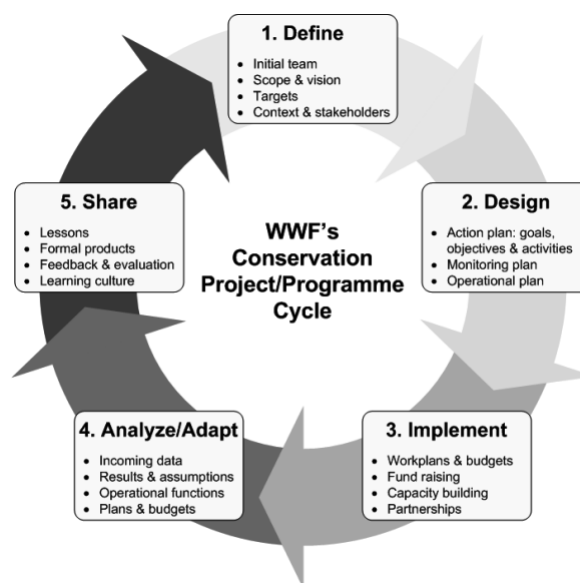 1. Define
• Initial team
• Scope & vision
• Targets
• Context & stakeholders
2. Design
• Action plan: goals,
objectives & activities
• Monitoring plan
• Operational plan
3. Implement
• Workplans & budgets
• Fund raising
• Capacity building
• Partnerships
4. Analyze/Adapt
• Incoming data
• Results & assumptions
• Operational functions
• Plans & budgets
5. Share
• Lessons
• Formal products
• Feedback & evaluation
• Learning culture
WWF's
Conservation
Project/Programme
Cycle